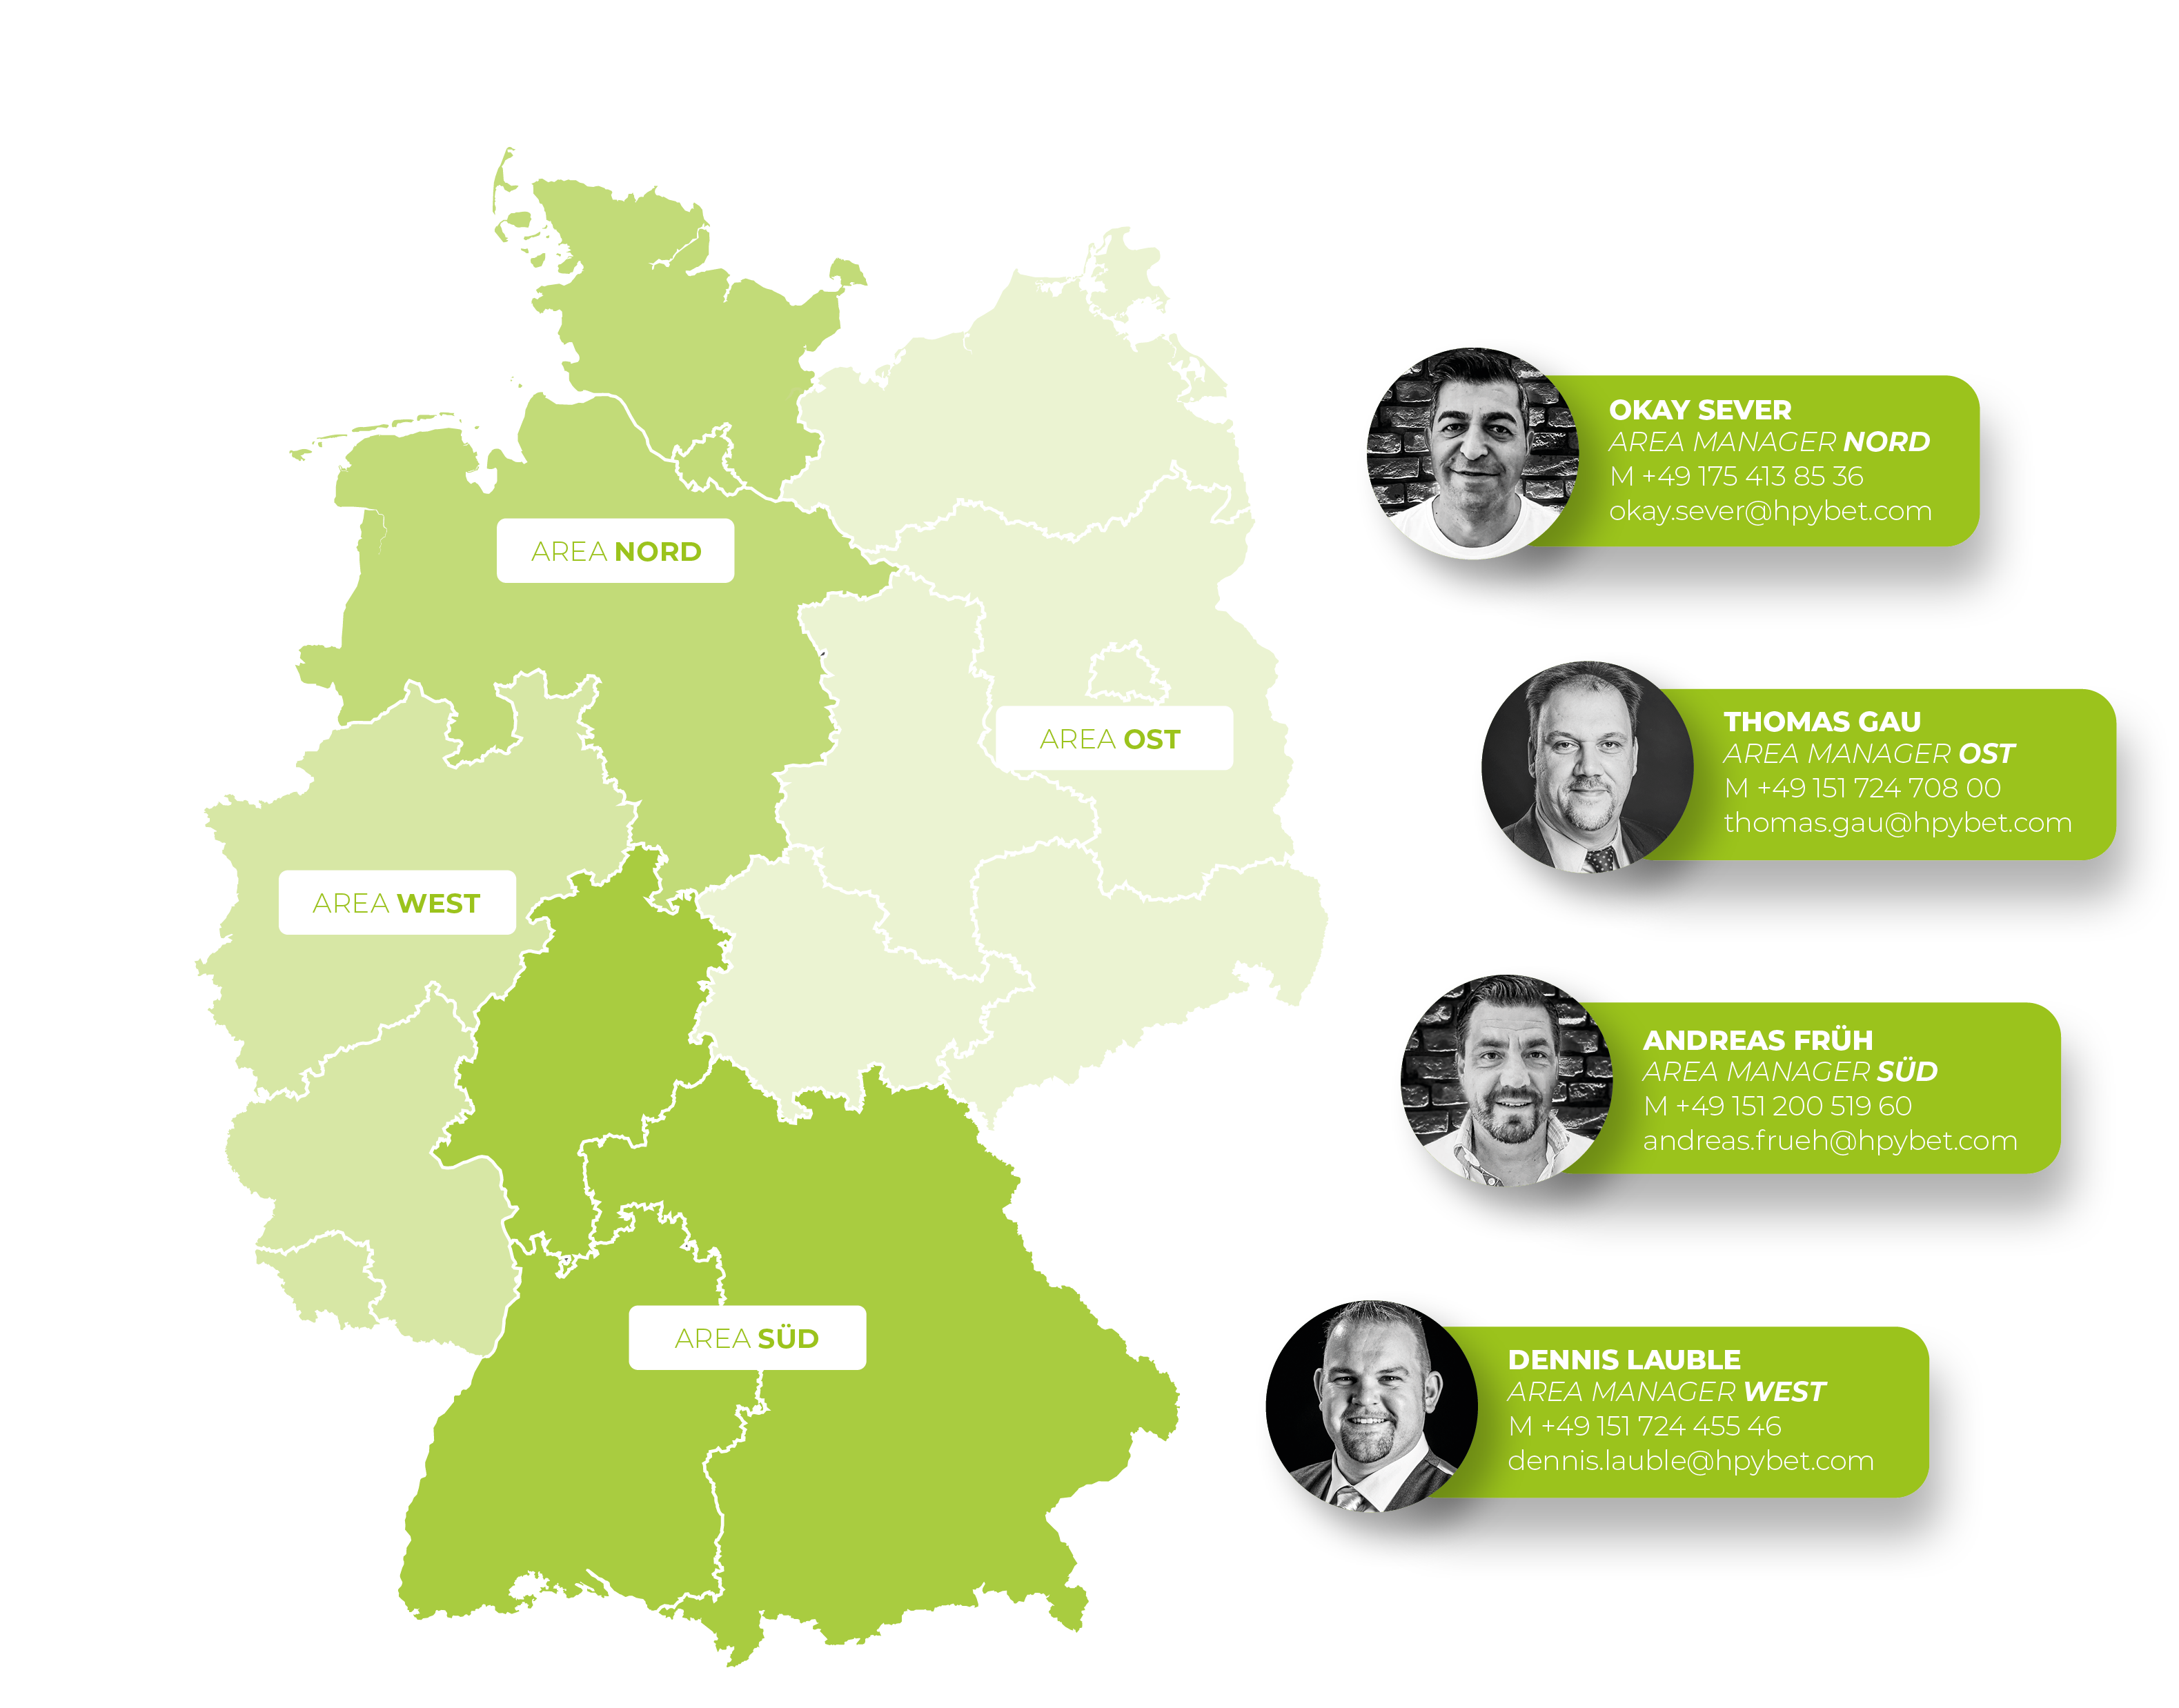 AREA NORD
AREA OST
AREA WEST
AREA SÜD
OKAY SEVER
AREA MANAGER NORD
M +49 175 413 85 36
okay.sever@hpybet.com
THOMAS GAU
AREA MANAGER OST
M +49 151 724 708 00
thomas.gau@hpybet.com
ANDREAS FRÜH
AREA MANAGER SÜD
M +49 151 200 519 60
andreas.frueh@hpybet.com
DENNIS LAUBLE
AREA MANAGER WEST
M +49 151 724 455 46
dennis.lauble@hpybet.com